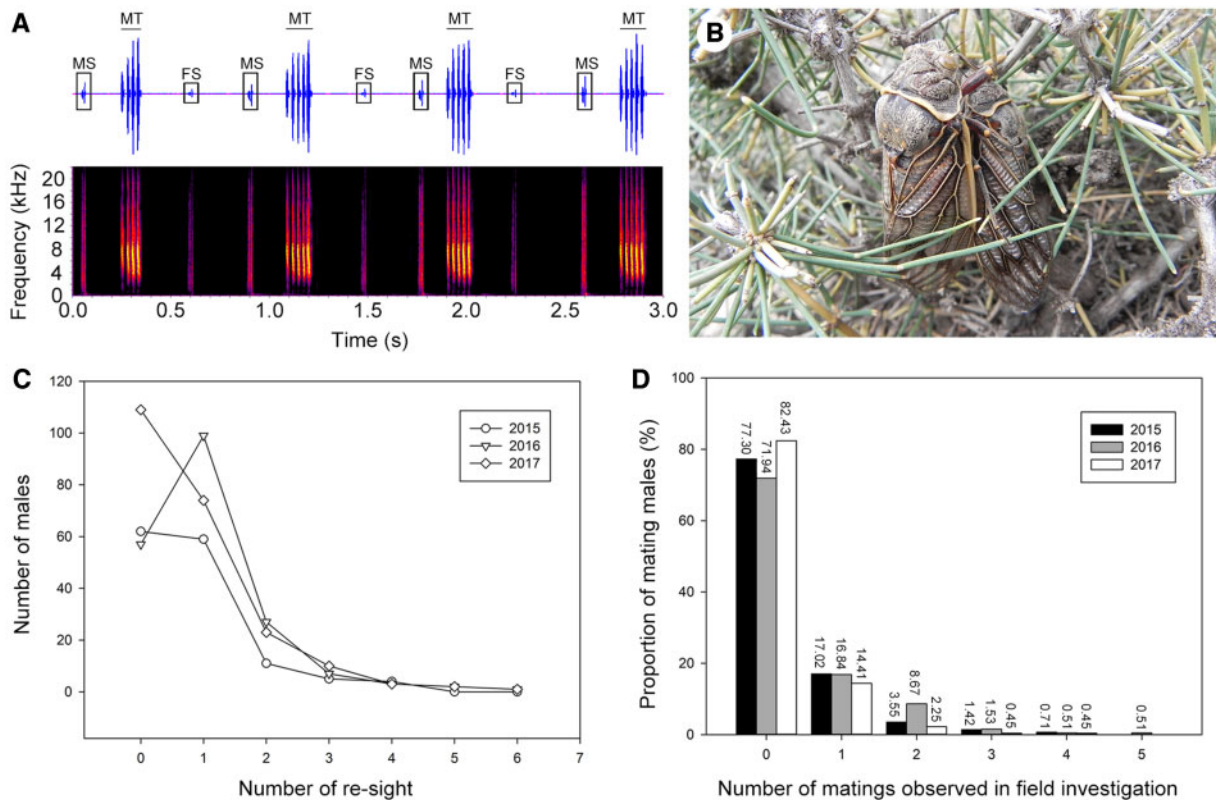 A
MT MT MT MT
MS FS MS FS MS FS MS
Frequency (kHz)
20
16
12
8
4
0
0.0 0.5 1.0 1.5 2.0 2.5 3.0
Time (s)
B
C
Number of males
120
100
80
60
40
20
0
2015
2016
2017
0 1 2 3 4 5 6 7
Number of re-sight
D
Proportion of mating males (%)
100
80
60
40
20
0
2015
2016
2017
77.30 71.94 82.43
17.02 16.84 14.41
3.55 8.67 2.25
1.42 1.53 0.45
0.71 0.51 0.45
0.51
0 1 2 3 4 5
Number of matings observed in field investigation